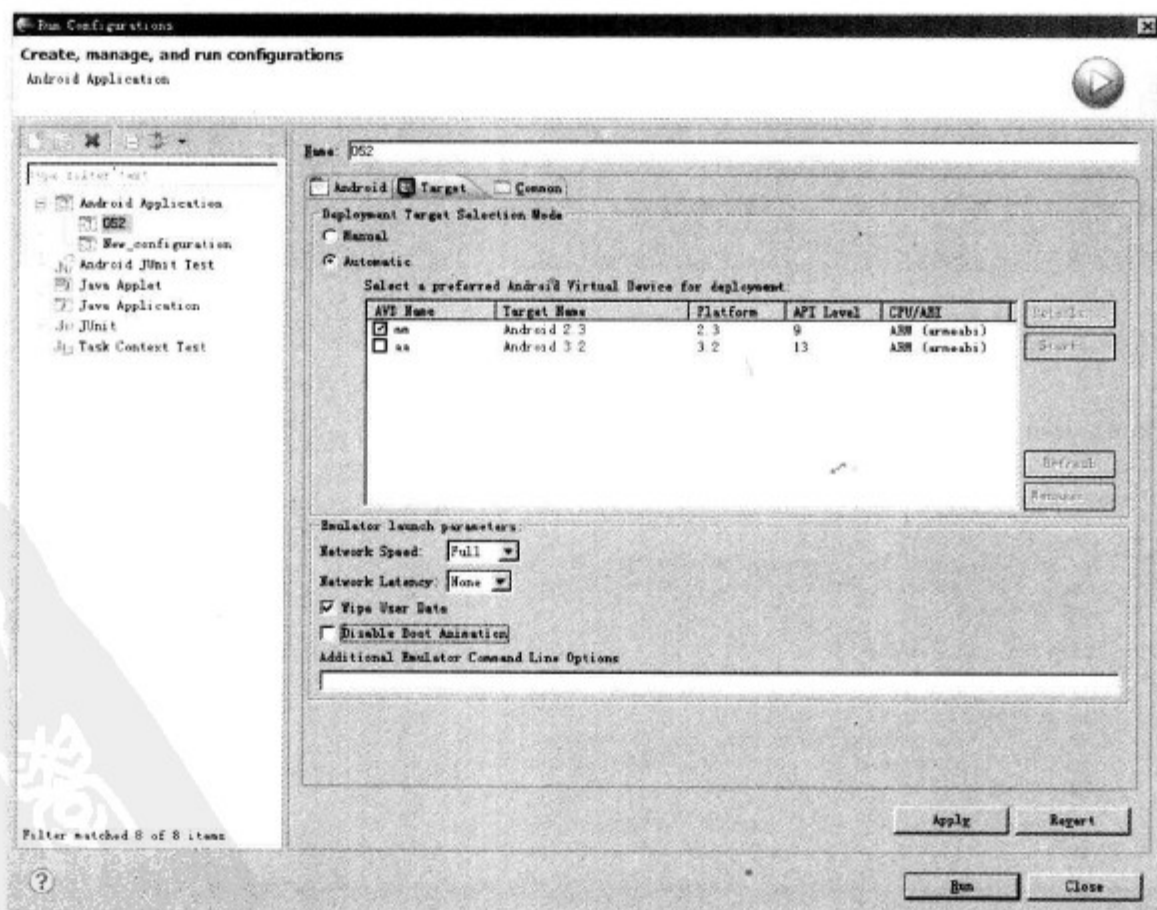 Run Configurations
Create, manage, and run configurations
Android Application
type filter text
Android Application
052
New_configuration
Android JUnit Test
Java Applet
Java Application
JUnit
Task Context Test
Filter matched 8 of 8 items
Name: 052
Android Target Common
Deployment Target Selection Mode
Manual
Automatic
Select a preferred Android Virtual Device for deployment:
AVD Name Target Name Platform API Level CPU/ABI
Android 2.3 2.3 9 ARM (armeabi)
aa Android 3.2 3.2 13 ARM (armeabi)
Details...
Start...
Refresh
Manager...
Emulator launch parameters:
Network Speed: Full
Network Latency: None
Wipe User Data
Disable Boot Animation
Additional Emulator Command Line Options
Apply Revert
Run Close